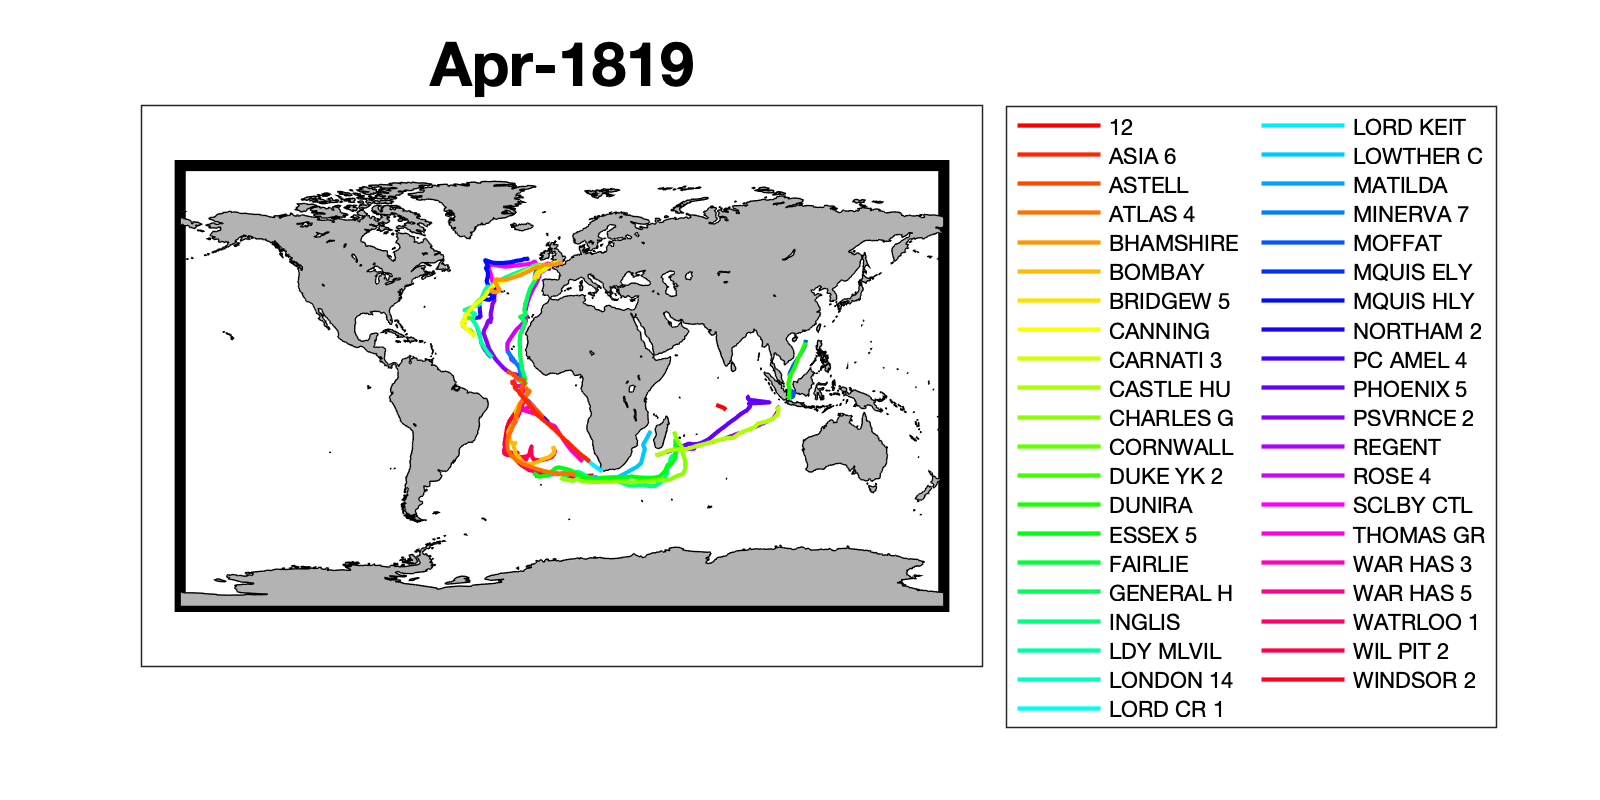 Apr-1819
12
ASIA 6
ASTELL
ATLAS 4
BHAMSHIRE
BOMBAY
BRIDGEW 5
CANNING
CARNATI 3
CASTLE HU
CHARLES G
CORNWALL
DUKE YK 2
DUNIRA
ESSEX 5
FAIRLIE
GENERAL H
INGLIS
LDY MLVIL
LONDON 14
LORD CR 1
LORD KEIT
LOWTHER C
MATILDA
MINERVA 7
MOFFAT
MQUIS ELY
MQUIS HLY
NORTHAM 2
PC AMEL 4
PHOENIX 5
PSVRNCE 2
REGENT
ROSE 4
SCLBY CTL
THOMAS GR
WAR HAS 3
WAR HAS 5
WATRLOO 1
WIL PIT 2
WINDSOR 2